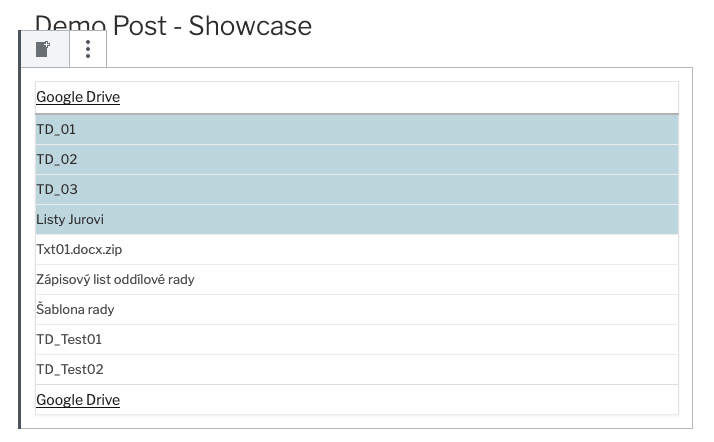 Demo Post - Showcase
Google Drive
TD_01
TD_02
TD_03
Listy Jurovi
Txt01.docx.zip
Zápisový list oddílové rady
Šablona rady
TD_Test01
TD_Test02
Google Drive